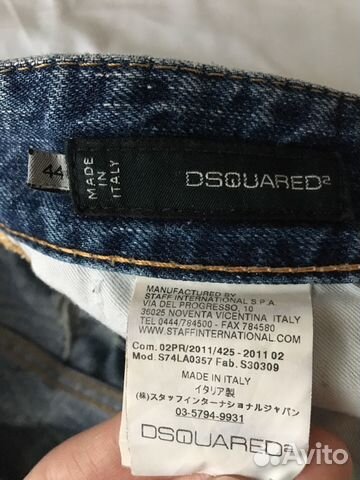 44
MADE
IN
ITALY
DSQUARED2
MANUFACTURED BY
STAFF INTERNATIONAL S.P.A
VIA DEL PROGRESSO, 10
36025 NOVENTA VICENTINA ITALY
TEL 0444/784500 - FAX 784580
WWW.STAFFINTERNATIONAL.COM
Com. 02PR/2011/425 - 2011 02
Mod. S74LA0357 Fab. S30309
MADE IN ITALY
イタリア製
(株)スタッフインターナショナルジャパン
03-5794-9931
DSQUARED2
Avito